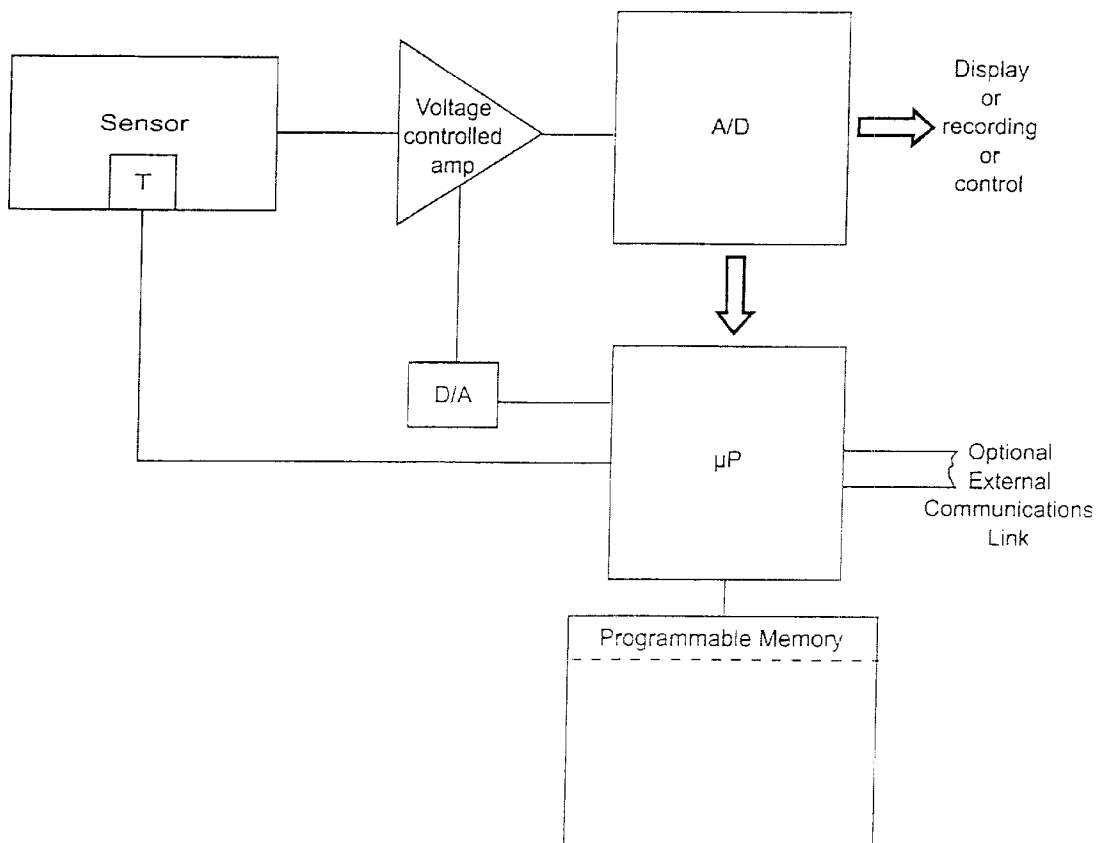 Sensor
T
Voltage
controlled
amp
A/D
Display
or
recording
or
control
D/A
µP
Optional
External
Communications
Link
Programmable Memory